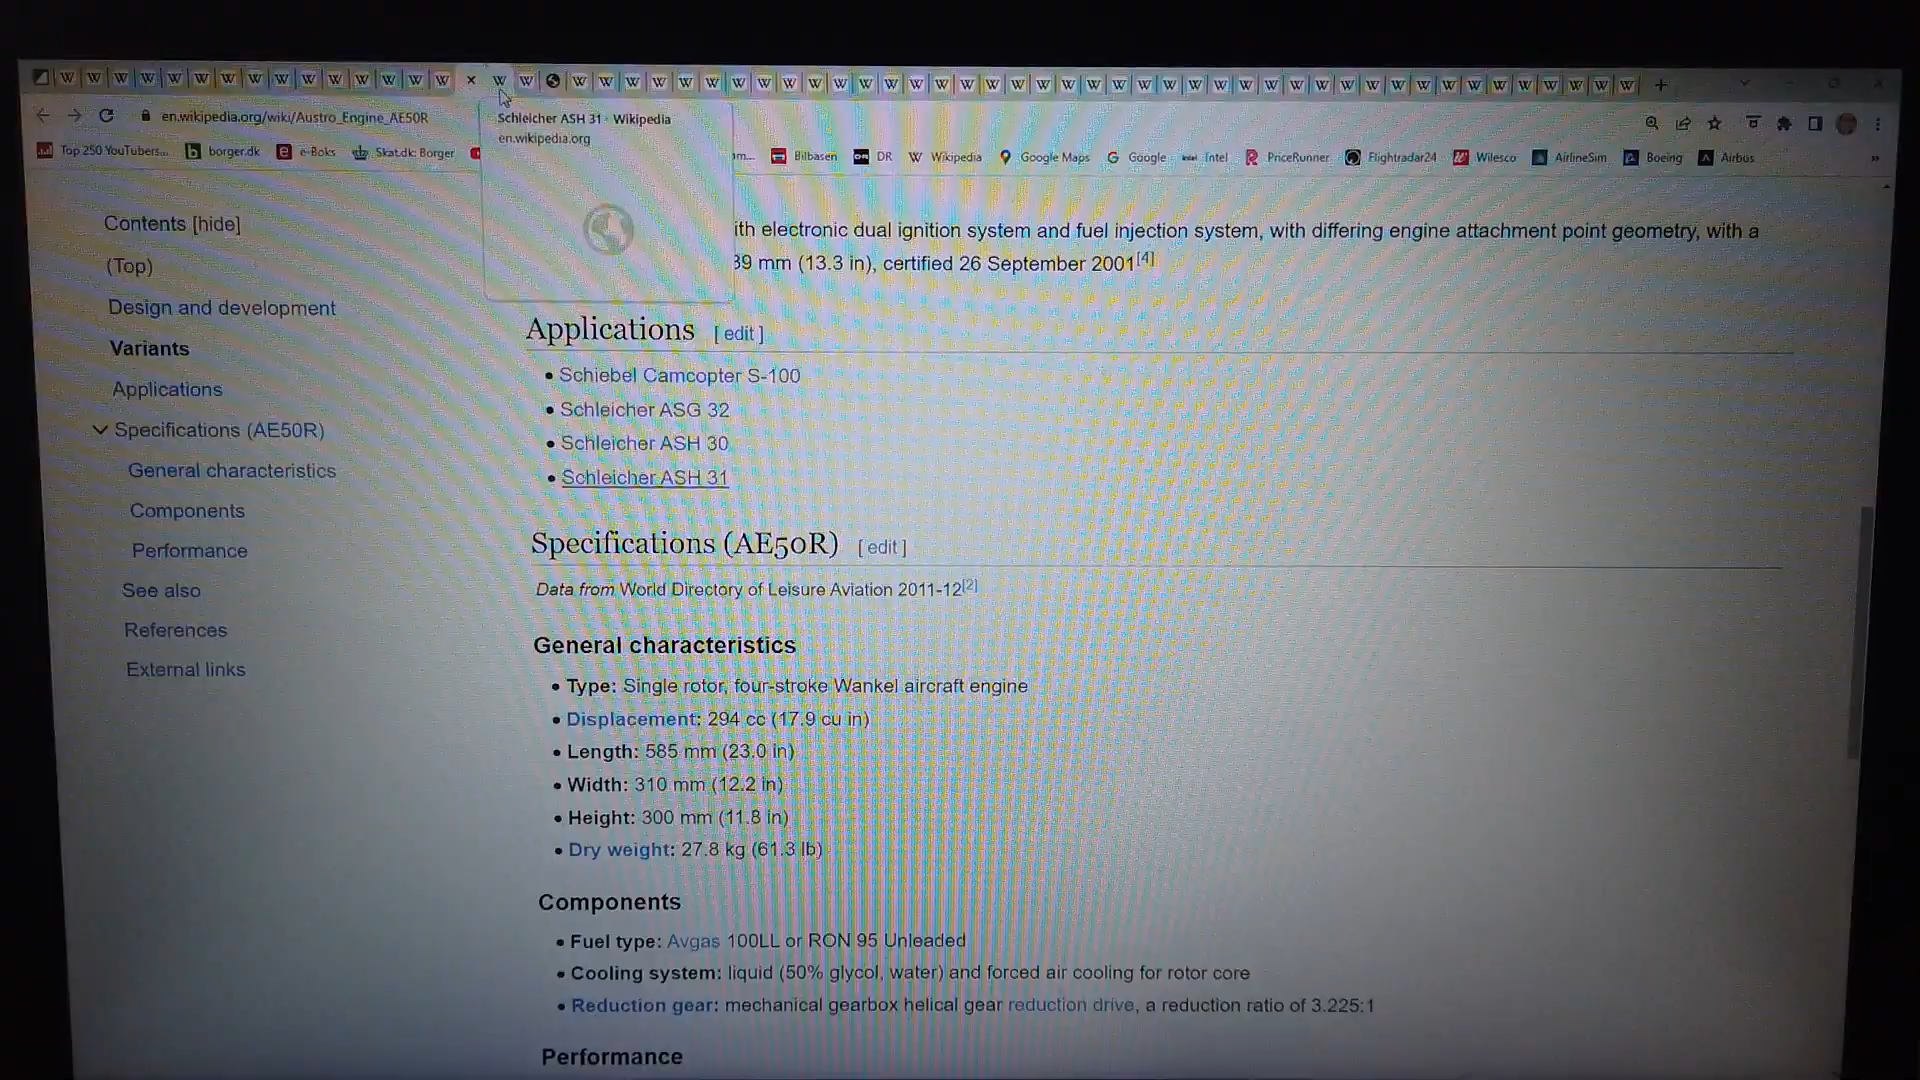 en.wikipedia.org/wiki/Austro_Engine_AE50R
Schleicher ASH 31 - Wikipedia
en.wikipedia.org
Top 250 YouTubers...
borger.dk
e-Boks
Skat.dk: Borger
Bilbasen
DR
Wikipedia
Google Maps
Google
Intel
PriceRunner
Flightradar24
Wilesco
AirlineSim
Boeing
Airbus
Contents [hide]
(Top)
Design and development
Variants
Applications
Specifications (AE50R)
General characteristics
Components
Performance
See also
References
External links
ith electronic dual ignition system and fuel injection system, with differing engine attachment point geometry, with a
39 mm (13.3 in), certified 26 September 2001[4]
Applications [ edit ]
• Schiebel Camcopter S-100
• Schleicher ASG 32
• Schleicher ASH 30
• Schleicher ASH 31
Specifications (AE50R) [ edit ]
Data from World Directory of Leisure Aviation 2011-12[2]
General characteristics
• Type: Single rotor, four-stroke Wankel aircraft engine
• Displacement: 294 cc (17.9 cu in)
• Length: 585 mm (23.0 in)
• Width: 310 mm (12.2 in)
• Height: 300 mm (11.8 in)
• Dry weight: 27.8 kg (61.3 lb)
Components
• Fuel type: Avgas 100LL or RON 95 Unleaded
• Cooling system: liquid (50% glycol, water) and forced air cooling for rotor core
• Reduction gear: mechanical gearbox helical gear reduction drive, a reduction ratio of 3.225:1
Performance